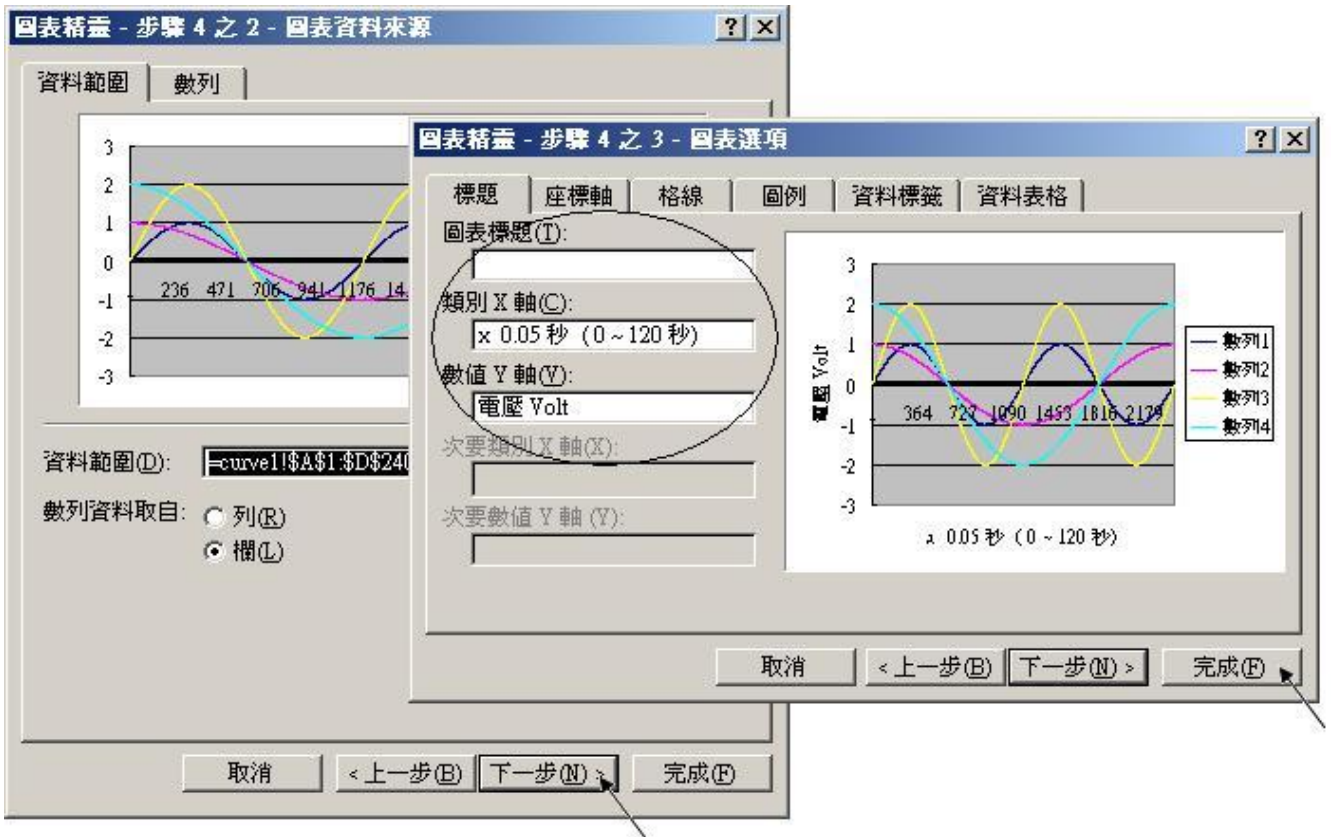 圖表精靈 - 步驟 4 之 2 - 圖表資料來源
資料範圍
數列
3
2
1
0
-1
-2
-3
236 471 706 941 1176 14
資料範圍(D):
=curve1!$A$1:$D$240
數列資料取自:
列(R)
欄(L)
取消
< 上一步(B)
下一步(N) >
完成(F)
圖表精靈 - 步驟 4 之 3 - 圖表選項
標題
座標軸
格線
圖例
資料標籤
資料表格
圖表標題(T):
類別 X 軸(C):
x 0.05 秒 (0 ~ 120 秒)
數值 Y 軸(V):
電壓 Volt
次要類別 X 軸(X):
次要數值 Y 軸 (Y):
電壓 Volt
3
2
1
0
-1
-2
-3
364 727 1090 1453 1816 2179
x 0.05 秒 (0 ~ 120 秒)
數列1
數列2
數列3
數列4
取消
< 上一步(B)
下一步(N) >
完成(F)